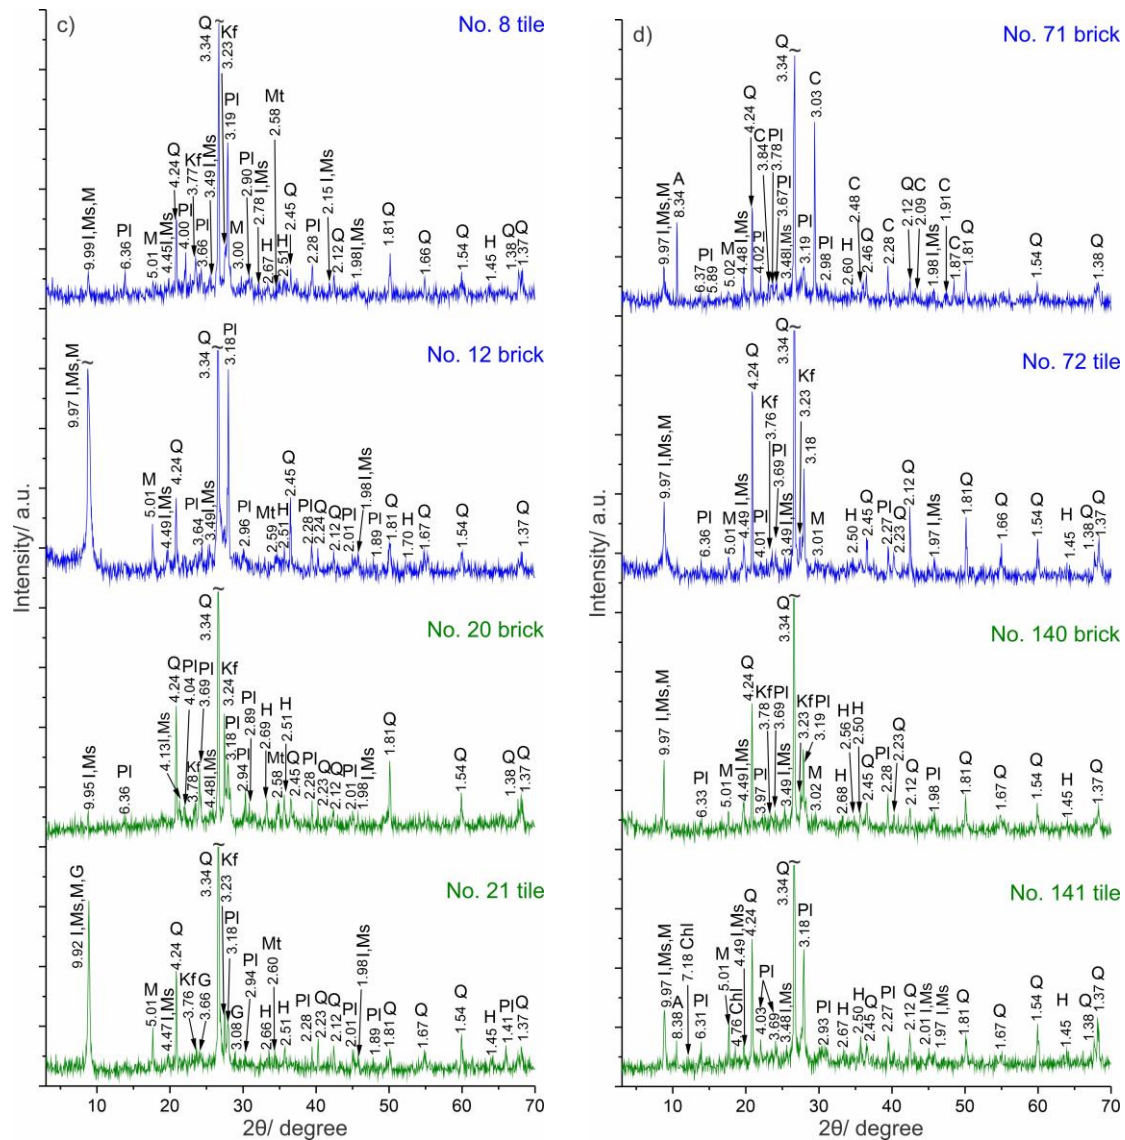 c)
No. 8 tile
9.99 I,Ms,M
6.36 Pl
5.01 M
4.45 I,Ms
4.24 Q
4.00 Pl
3.77 Kf
3.66 Pl
3.49 I,Ms
3.34 Q
~
3.23 Kf
3.19 Pl
3.00 M
2.90 Pl
2.78 I,Ms
2.67 H
2.58 Mt
2.51 H
2.45 Q
2.28 Pl
2.15 I,Ms
2.12 Q
1.98 I,Ms
1.81 Q
1.66 Q
1.54 Q
1.45 H
1.38 Q
1.37 Q
No. 12 brick
9.97 I,Ms,M
~
5.01 M
4.49 I,Ms
4.24 Q
3.64 Pl
3.49 I,Ms
3.34 Q
~
3.18 Pl
2.96 Pl
2.59 Mt
2.51 H
2.45 Q
2.28 Pl
2.24 Q
2.12 Q
2.01 Pl
1.98 I,Ms
1.89 Pl
1.81 Q
1.70 H
1.67 Q
1.54 Q
1.37 Q
No. 20 brick
9.95 I,Ms
6.36 Pl
4.13 I,Ms
4.24 Q
4.04 Pl
3.78 Kf
3.69 Pl
4.48 I,Ms
3.34 Q
~
3.24 Kf
3.18 Pl
2.94 Pl
2.89 Pl
2.69 H
2.58 Mt
2.51 H
2.45 Q
2.28 Pl
2.23 Q
2.12 Q
2.01 Pl
1.98 I,Ms
1.81 Q
1.54 Q
1.38 Q
1.37 Q
No. 21 tile
9.92 I,Ms,M,G
5.01 M
4.47 I,Ms
4.24 Q
3.76 Kf
3.66 G
3.34 Q
~
3.23 Kf
3.18 Pl
3.08 G
2.94 Pl
2.66 H
2.60 Mt
2.51 H
2.28 Pl
2.23 Q
2.12 Q
2.01 Pl
1.98 I,Ms
1.89 Pl
1.81 Q
1.67 Q
1.54 Q
1.45 H
1.41 Pl
1.37 Q
Intensity/ a.u.
10 20 30 40 50 60 70
2θ/ degree
d)
No. 71 brick
9.97 I,Ms,M
8.34 A
6.37 Pl
5.89
5.02 M
4.48 I,Ms
4.24 Q
4.02 Pl
3.84 C
3.78 Pl
3.67 Pl
3.48 I,Ms
3.34 Q
~
3.19 Pl
3.03 C
2.98 Pl
2.60 H
2.48 C
2.46 Q
2.28 C
2.12 Q
2.09 C
1.98 I,Ms
1.91 C
1.87 C
1.81 Q
1.54 Q
1.38 Q
No. 72 tile
9.97 I,Ms,M
6.36 Pl
5.01 M
4.49 I,Ms
4.24 Q
4.01 Pl
3.76 Kf
3.69 Pl
3.49 I,Ms
3.34 Q
~
3.23 Kf
3.18
3.01 M
2.50 H
2.45 Q
2.27 Pl
2.23 Q
2.12 Q
1.97 I,Ms
1.81 Q
1.66 Q
1.54 Q
1.45 H
1.38 Q
1.37 Q
No. 140 brick
9.97 I,Ms,M
6.33 Pl
5.01 M
4.49 I,Ms
4.24 Q
3.97 Pl
3.78 Kf
3.69 Pl
3.49 I,Ms
3.34 Q
~
3.23 Kf
3.19 Pl
3.02 M
2.68 H
2.56 H
2.50 H
2.45 Q
2.28 Pl
2.23 Q
2.12 Q
1.98 Pl
1.81 Q
1.67 Q
1.54 Q
1.45 H
1.37 Q
No. 141 tile
9.97 I,Ms,M
8.38 A
7.18 Chl
6.31 Pl
5.01 M
4.76 Chl
4.49 I,Ms
4.24 Q
4.03 Pl
3.69
3.48 I,Ms
3.34 Q
~
3.18 Pl
2.93 Pl
2.67 H
2.50 H
2.45 Q
2.27 Pl
2.12 Q
2.01 I,Ms
1.97 I,Ms
1.81 Q
1.67 Q
1.54 Q
1.45 H
1.38 Q
1.37 Q
Intensity/ a.u.
10 20 30 40 50 60 70
2θ/ degree